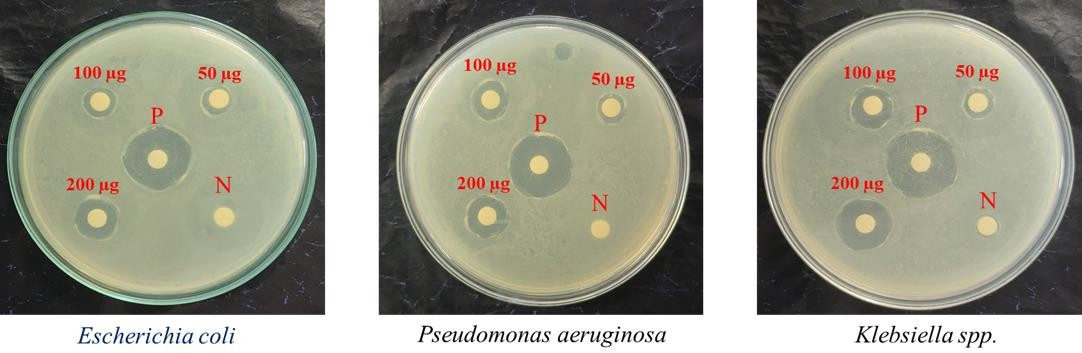 100 µg
50 µg
P
200 µg
N
Escherichia coli
100 µg
50 µg
P
200 µg
N
Pseudomonas aeruginosa
100 µg
50 µg
P
200 µg
N
Klebsiella spp.